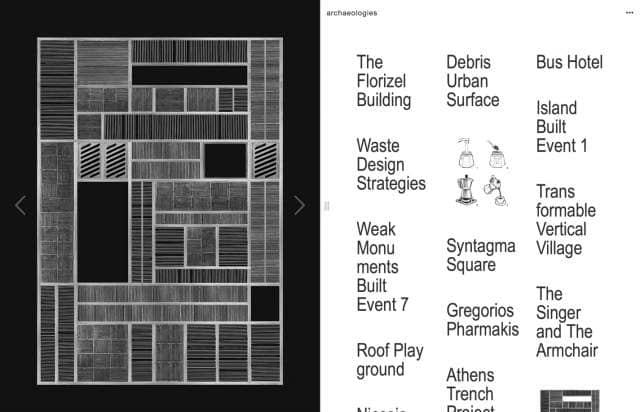 archaeologies
The
Florizel
Building
Waste
Design
Strategies
Weak
Monu
ments
Built
Event 7
Roof Play
ground
Debris
Urban
Surface
Syntagma
Square
Gregorios
Pharmakis
Athens
Trench
Project
Bus Hotel
Island
Built
Event 1
Trans
formable
Vertical
Village
The
Singer
and The
Armchair